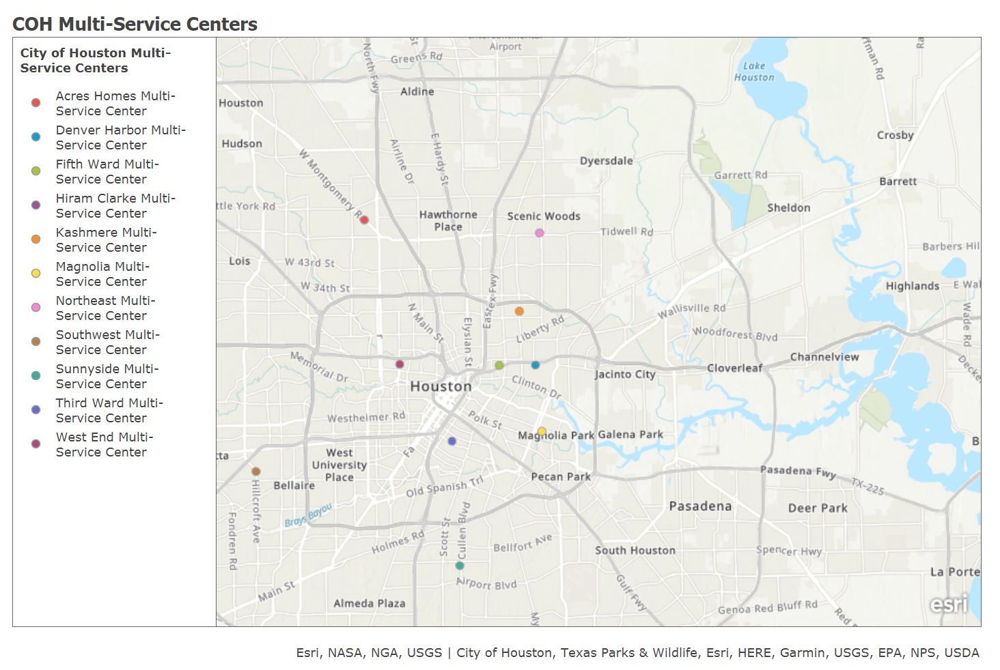 COH Multi-Service Centers
City of Houston Multi-
Service Centers
Acres Homes Multi-
Service Center
Denver Harbor Multi-
Service Center
Fifth Ward Multi-
Service Center
Hiram Clarke Multi-
Service Center
Kashmere Multi-
Service Center
Magnolia Multi-
Service Center
Northeast Multi-
Service Center
Southwest Multi-
Service Center
Sunnyside Multi-
Service Center
Third Ward Multi-
Service Center
West End Multi-
Service Center
Airport
Greens Rd
North Fwy
St
Lake
Houston
Aldine
Houston
Hudson
Crosby
W Montgomery R
Airline Dr
E Hardy St
Dyersdale
Garrett Rd
Barrett
ttle York Rd
Hawthorne
Place
Scenic Woods
Sheldon
Tidwell Rd
Barbers Hil
Lois
W 43rd St
W 34th St
Highlands
E Wal
Eastex Fwy
N Main St
Elysian St
Liberty Rd
Wallisville Rd
Woodforest Blvd
Wade Rd
r
Memorial Dr
Channelview
Decke
Houston
Clinton Dr
Jacinto City
Cloverleaf
Westheimer Rd
Polk St
Magnolia Park
Galena Park
B
cta
Fa
West
University
Place
Bellaire
Pecan Park
Pasadena Fwy
TX-225
Old Spanish Trl
Hillcroft Ave
Brays Bayou
Pasadena
Deer Park
Fondren Rd
Scott St
Cullen Blvd
Holmes Rd
Bellfort Ave
South Houston
Spencer Hwy
La Porte
Main St
Airport Blvd
Gulf Fwy
Almeda Plaza
My
Genoa Red Bluff Rd
Red
esri
Esri, NASA, NGA, USGS | City of Houston, Texas Parks & Wildlife, Esri, HERE, Garmin, USGS, EPA, NPS, USDA